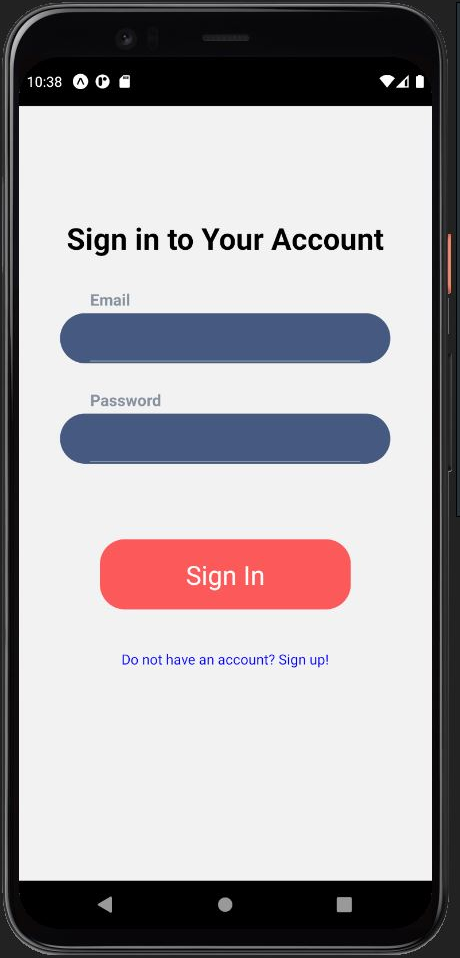 10:38
Sign in to Your Account
Email
Password
Sign In
Do not have an account? Sign up!